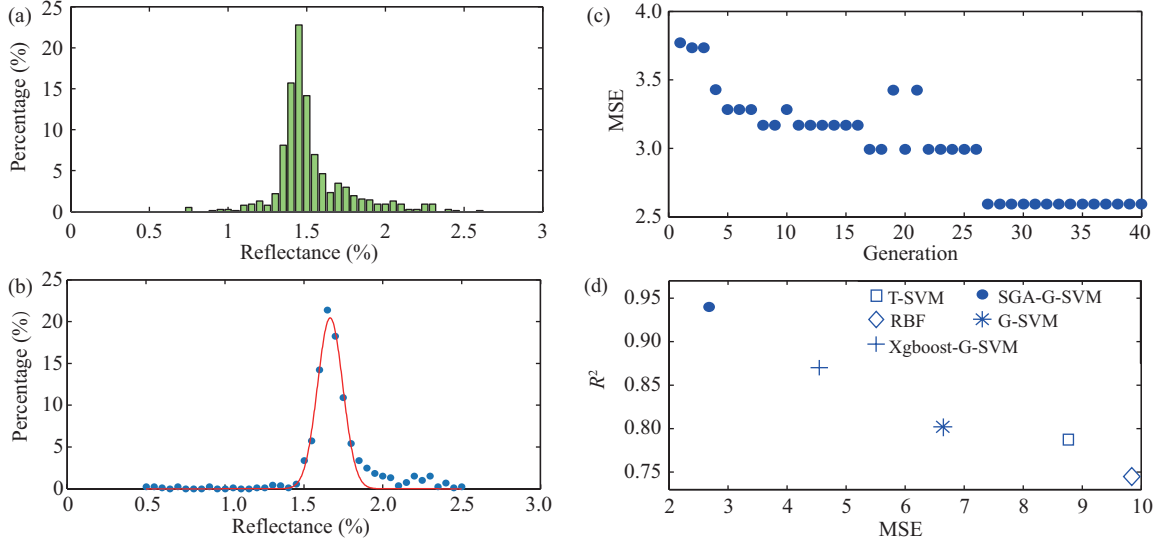 (a)
25
20
15
10
5
0
Percentage (%)
0 0.5 1 1.5 2 2.5 3
Reflectance (%)
(b)
25
20
15
10
5
0
Percentage (%)
0 0.5 1.0 1.5 2.0 2.5 3.0
Reflectance (%)
(c)
4.0
3.5
3.0
2.5
MSE
0 5 10 15 20 25 30 35 40
Generation
(d)
0.95
0.90
0.85
0.80
0.75
R²
T-SVM SGA-G-SVM
RBF G-SVM
Xgboost-G-SVM
2 3 4 5 6 7 8 9 10
MSE